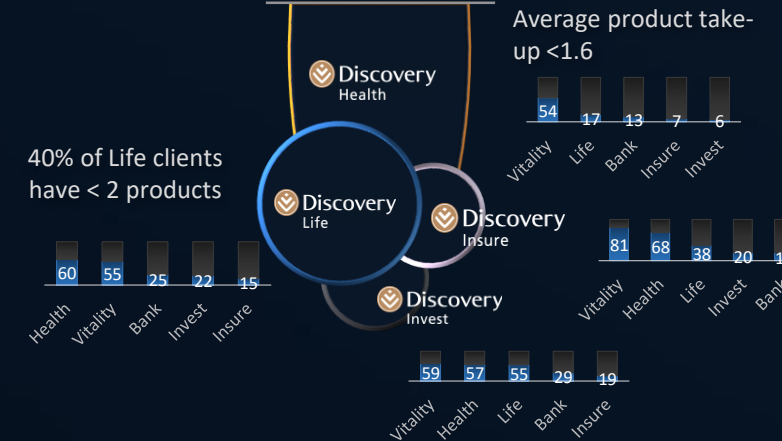 Average product take-
up <1.6
Discovery
Health
54
17
13
7
6
Vitality
Life
Bank
Insure
Invest
40% of Life clients
have < 2 products
Discovery
Life
Discovery
Insure
60
55
25
22
15
Health
Vitality
Bank
Invest
Insure
81
68
38
20
Vitality
Health
Life
Invest
Discovery
Invest
59
57
55
29
19
Vitality
Health
Life
Bank
Insure